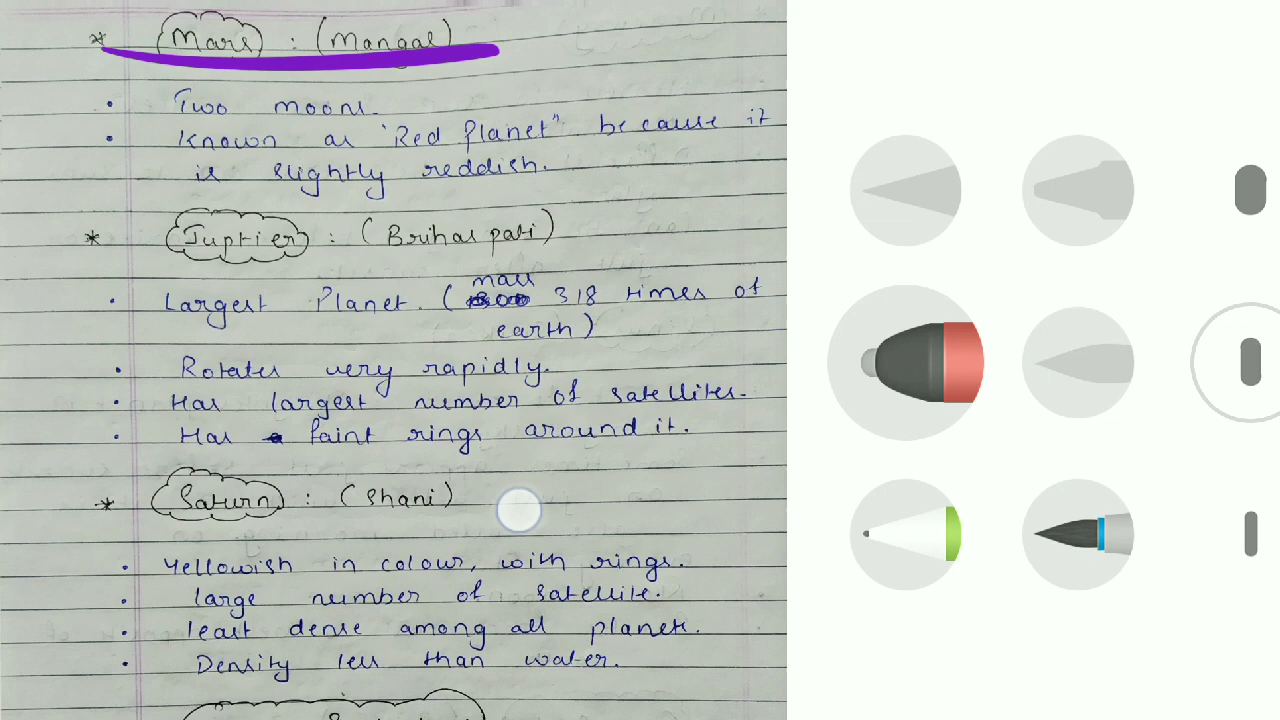 * Mars : (Mangal)
• Two moons.
• Known as "Red Planet" because it
is slightly reddish.
* Juptier : (Brihaspati)
• Largest Planet. (mass 318 times of
earth)
• Rotates very rapidly.
• Has largest number of satellites.
• Has faint rings around it.
* Saturn : (Shani)
• Yellowish in colour, with rings.
• large number of satellite.
• least dense among all planets.
• Density less than water.